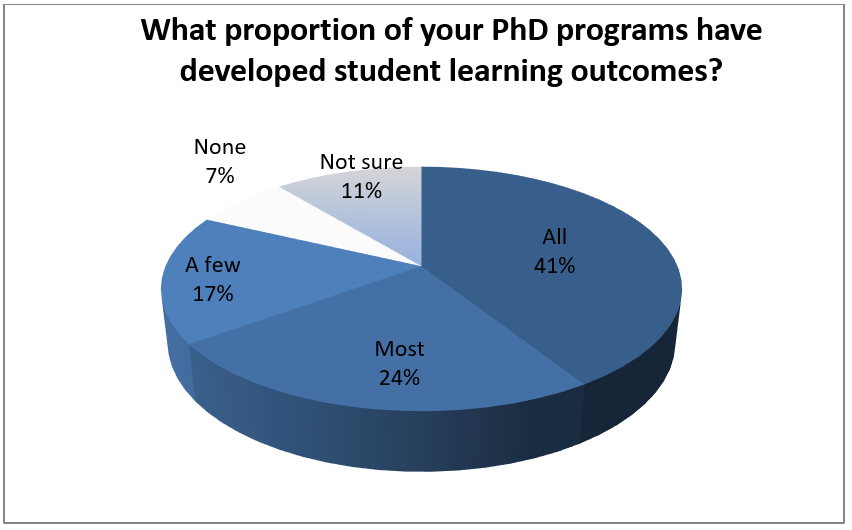 What proportion of your PhD programs have
developed student learning outcomes?
None
7%
Not sure
11%
All
41%
A few
17%
Most
24%